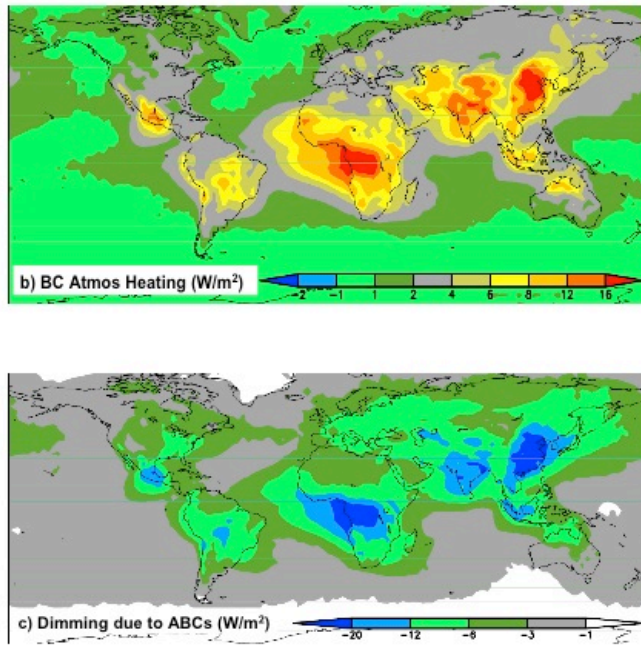 b) BC Atmos Heating (W/m²)
-2 -1 1 2 4 6 8 12 16
c) Dimming due to ABCs (W/m²)
-20 -12 -6 -3 -1